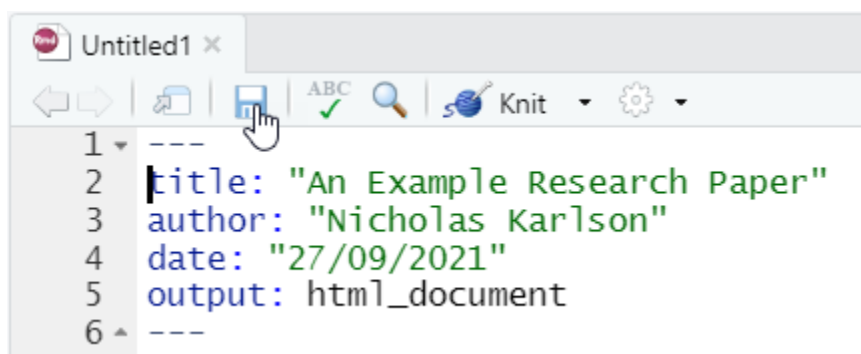 Rmd Untitled1
ABC Knit
1 ---
2 title: "An Example Research Paper"
3 author: "Nicholas Karlson"
4 date: "27/09/2021"
5 output: html_document
6 ---